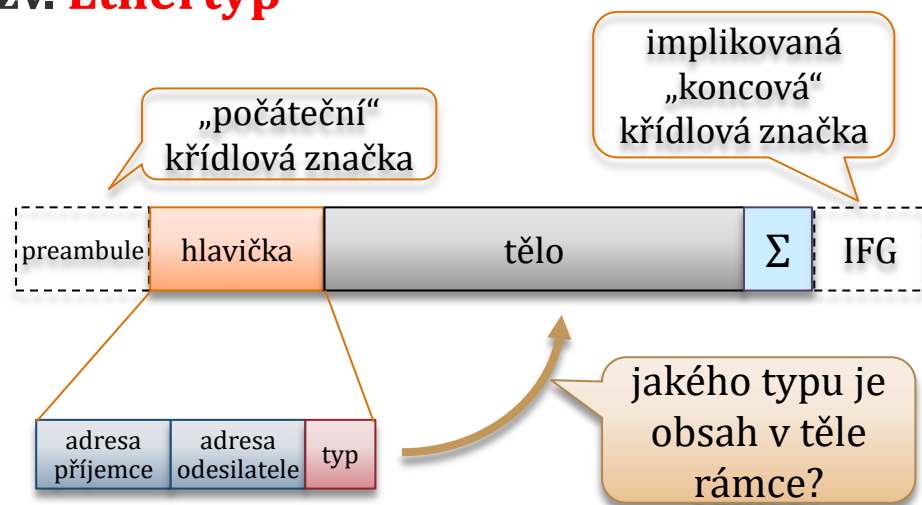 zv. Ethertyp
implikovaná
„koncová“
křídlová značka
„počáteční“
křídlová značka
preambule
hlavička
tělo
Σ
IFG
adresa
příjemce
adresa
odesilatele
typ
jakého typu je
obsah v těle
rámce?